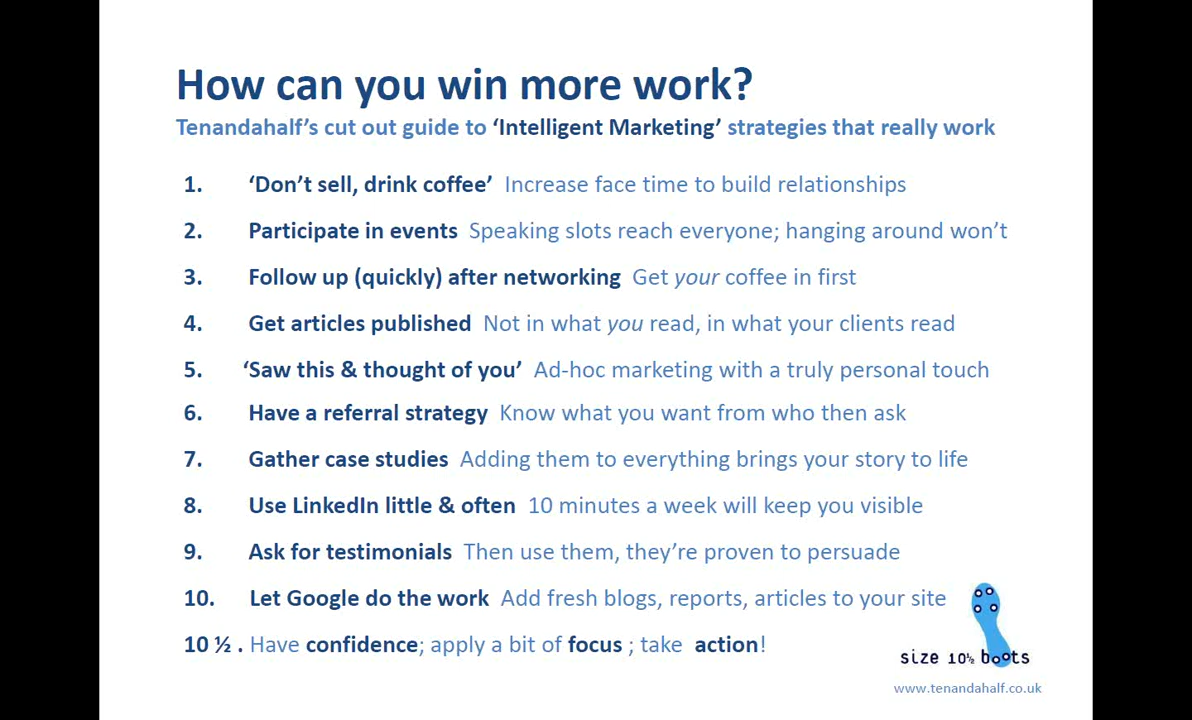 How can you win more work?
Tenandahalf's cut out guide to ‘Intelligent Marketing’ strategies that really work
1. ‘Don’t sell, drink coffee’ Increase face time to build relationships
2. Participate in events Speaking slots reach everyone; hanging around won’t
3. Follow up (quickly) after networking Get your coffee in first
4. Get articles published Not in what you read, in what your clients read
5. ‘Saw this & thought of you’ Ad-hoc marketing with a truly personal touch
6. Have a referral strategy Know what you want from who then ask
7. Gather case studies Adding them to everything brings your story to life
8. Use LinkedIn little & often 10 minutes a week will keep you visible
9. Ask for testimonials Then use them, they’re proven to persuade
10. Let Google do the work Add fresh blogs, reports, articles to your site
10 ½ . Have confidence; apply a bit of focus ; take action!
size 10½ boots
www.tenandahalf.co.uk